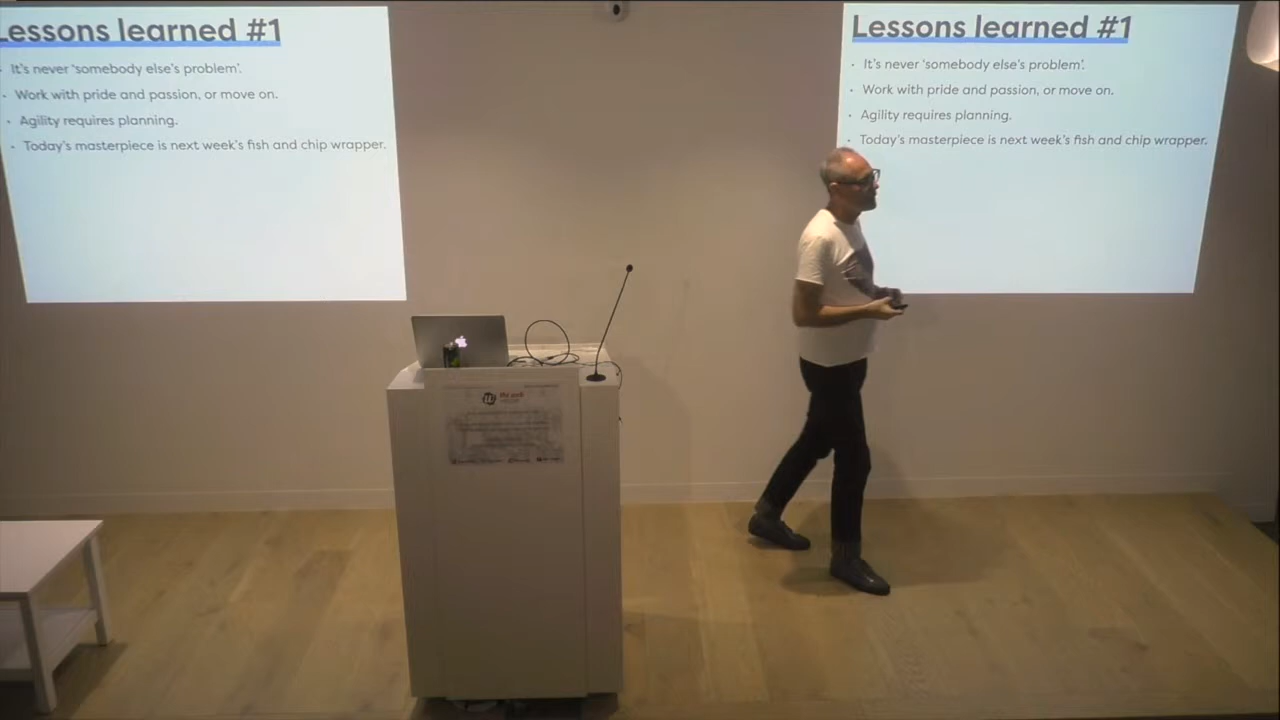 Lessons learned #1
· It's never 'somebody else's problem'.
· Work with pride and passion, or move on.
· Agility requires planning.
· Today's masterpiece is next week's fish and chip wrapper.
Lessons learned #1
· It's never 'somebody else's problem'.
· Work with pride and passion, or move on.
· Agility requires planning.
· Today's masterpiece is next week's fish and chip wrapper.